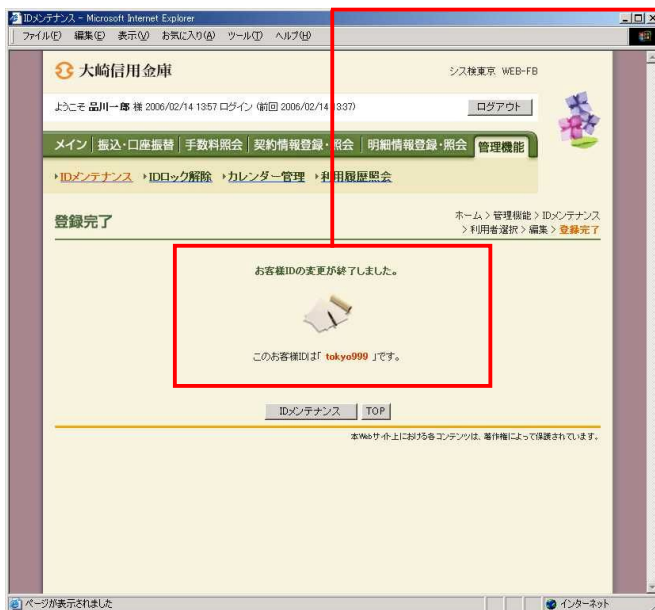 IDメンテナンス - Microsoft Internet Explorer
ファイル(F) 編集(E) 表示(V) お気に入り(A) ツール(T) ヘルプ(H)
大崎信用金庫
シス検東京 WEB-FB
ようこそ 品川一郎 様 2006/02/14 13:57 ログイン (前回 2006/02/14 13:37)
ログアウト
メイン 振込・口座振替 手数料照会 契約情報登録・照会 明細情報登録・照会 管理機能
IDメンテナンス IDロック解除 カレンダー管理 利用履歴照会
登録完了
ホーム > 管理機能 > IDメンテナンス
> 利用者選択 > 編集 > 登録完了
お客様IDの変更が終了しました。
このお客様IDは「 tokyo999 」です。
IDメンテナンス TOP
本Webサイト上における各コンテンツは、著作権によって保護されています。
ページが表示されました
インターネット